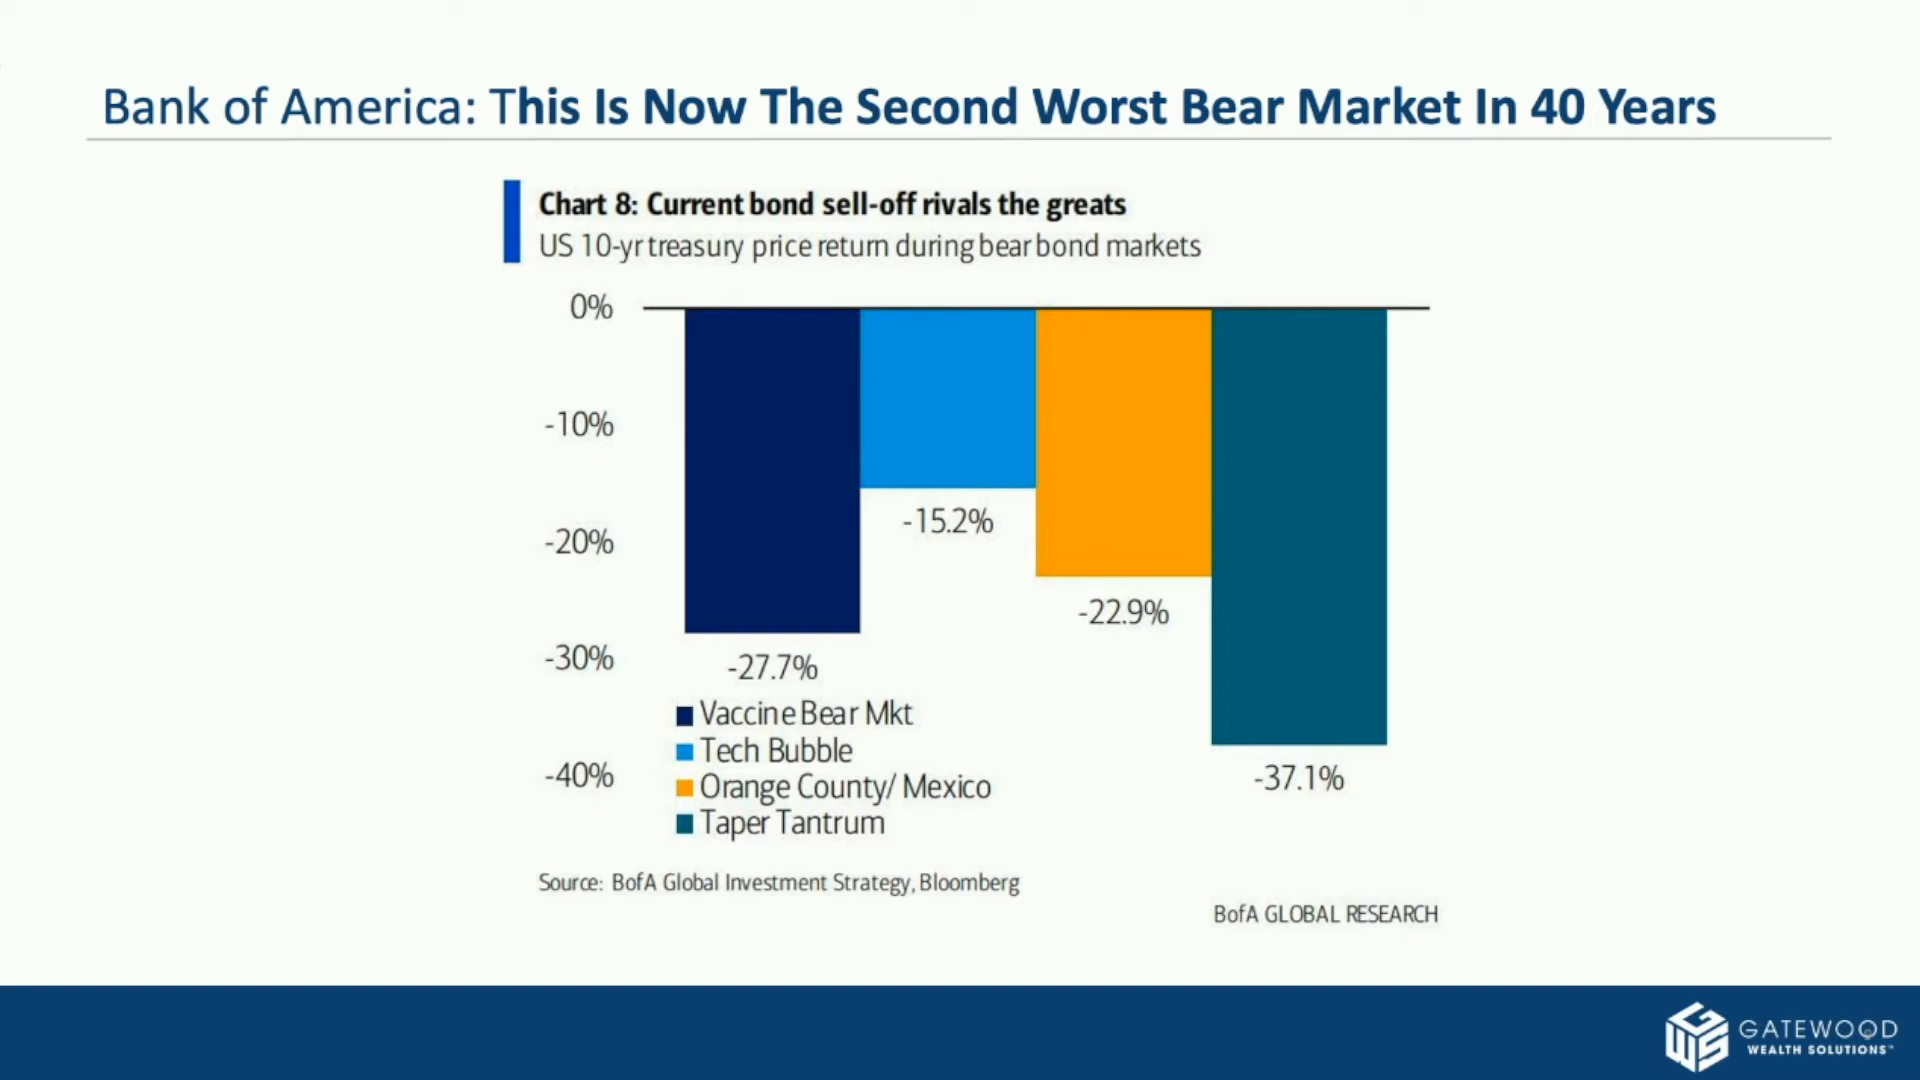 Bank of America: This Is Now The Second Worst Bear Market In 40 Years
Chart 8: Current bond sell-off rivals the greats
US 10-yr treasury price return during bear bond markets
0%
-10%
-20%
-30%
-40%
-27.7%
-15.2%
-22.9%
-37.1%
Vaccine Bear Mkt
Tech Bubble
Orange County/ Mexico
Taper Tantrum
Source: BofA Global Investment Strategy, Bloomberg
BofA GLOBAL RESEARCH
GWS
GATEWOOD
WEALTH SOLUTIONS™